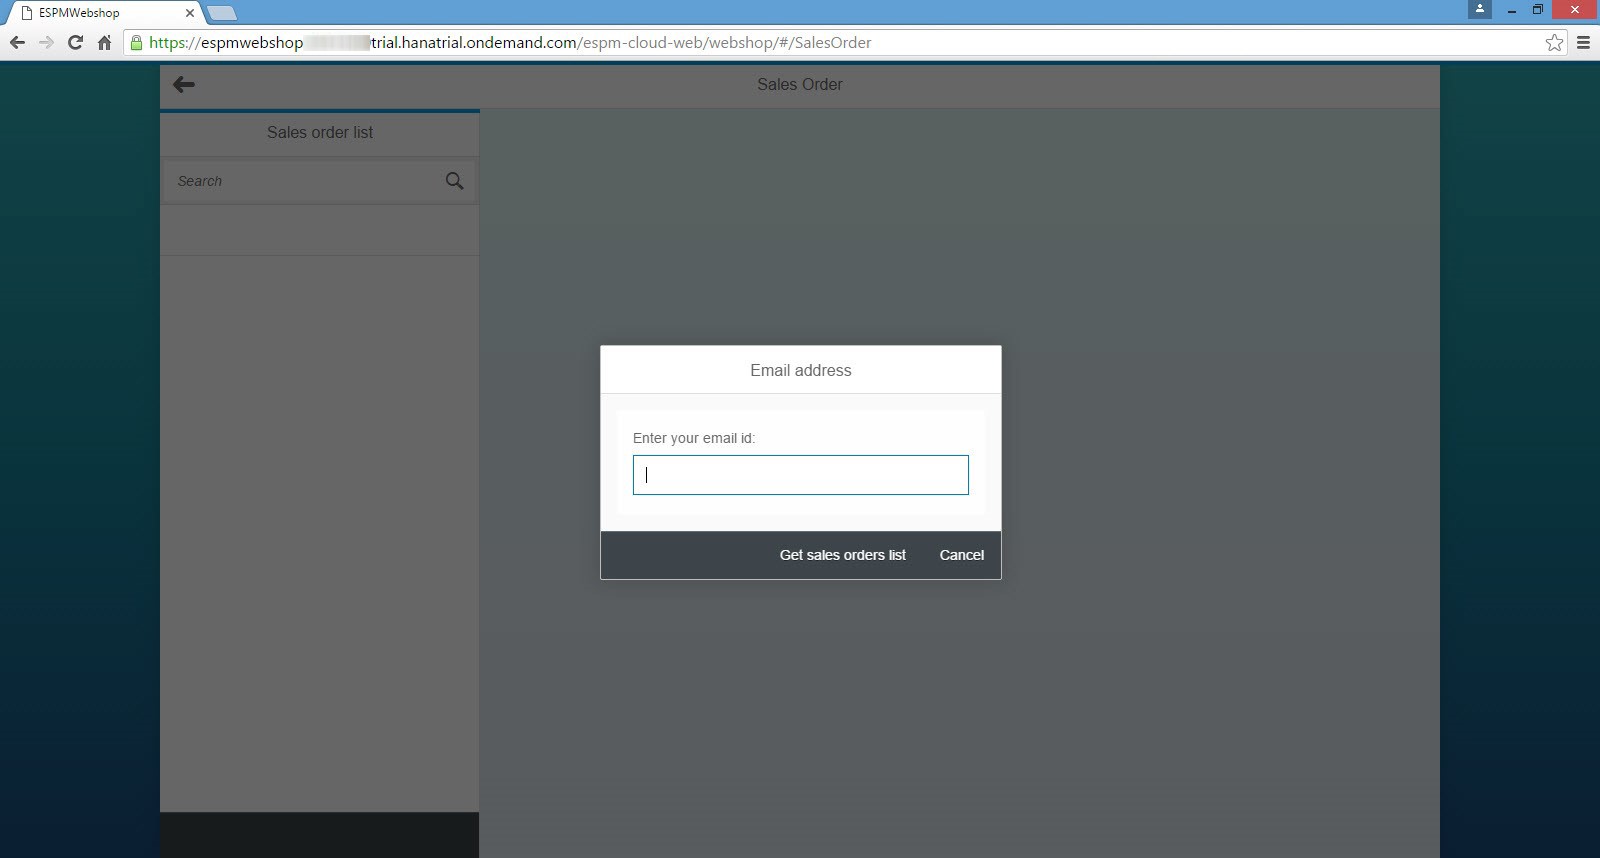 ESPMWebshop
https://espmwebshop trial.hanatrial.ondemand.com/espm-cloud-web/webshop/#/SalesOrder
Sales Order
Sales order list
Search
Email address
Enter your email id:
Get sales orders list Cancel